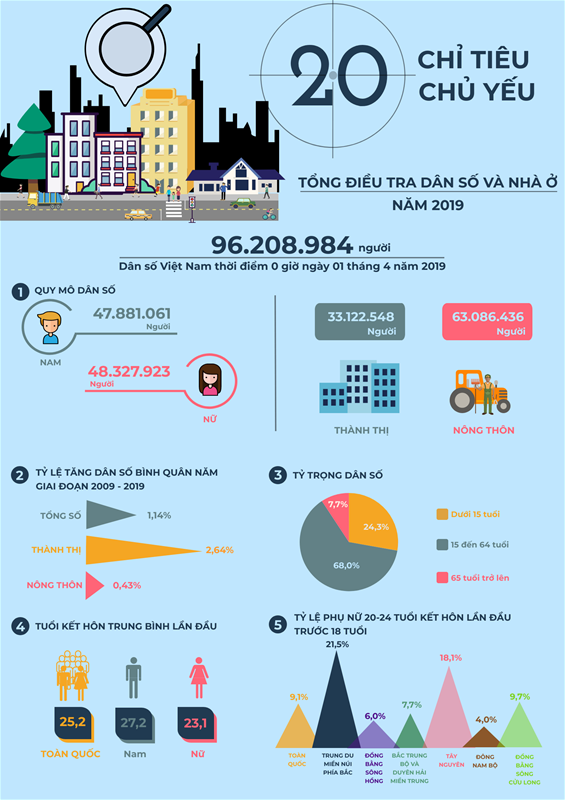 20
CHỈ TIÊU
CHỦ YẾU
TỔNG ĐIỀU TRA DÂN SỐ VÀ NHÀ Ở
NĂM 2019
96.208.984 người
Dân số Việt Nam thời điểm 0 giờ ngày 01 tháng 4 năm 2019
1 QUY MÔ DÂN SỐ
47.881.061
Người
NAM
48.327.923
Người
NỮ
33.122.548
Người
THÀNH THỊ
63.086.436
Người
NÔNG THÔN
2 TỶ LỆ TĂNG DÂN SỐ BÌNH QUÂN NĂM
GIAI ĐOẠN 2009 - 2019
TỔNG SỐ 1,14%
THÀNH THỊ 2,64%
NÔNG THÔN 0,43%
3 TỶ TRỌNG DÂN SỐ
7,7%
24,3%
68,0%
Dưới 15 tuổi
15 đến 64 tuổi
65 tuổi trở lên
4 TUỔI KẾT HÔN TRUNG BÌNH LẦN ĐẦU
25,2
27,2
23,1
TOÀN QUỐC
Nam
Nữ
5 TỶ LỆ PHỤ NỮ 20-24 TUỔI KẾT HÔN LẦN ĐẦU
TRƯỚC 18 TUỔI
9,1%
21,5%
6,0%
7,7%
18,1%
4,0%
9,7%
TOÀN
QUỐC
TRUNG DU
MIỀN NÚI
PHÍA BẮC
ĐỒNG
BẰNG
SÔNG
HỒNG
BẮC TRUNG
BỘ VÀ
DUYÊN HẢI
MIỀN TRUNG
TÂY
NGUYÊN
ĐÔNG
NAM BỘ
ĐỒNG
BẰNG
SÔNG
CỬU LONG